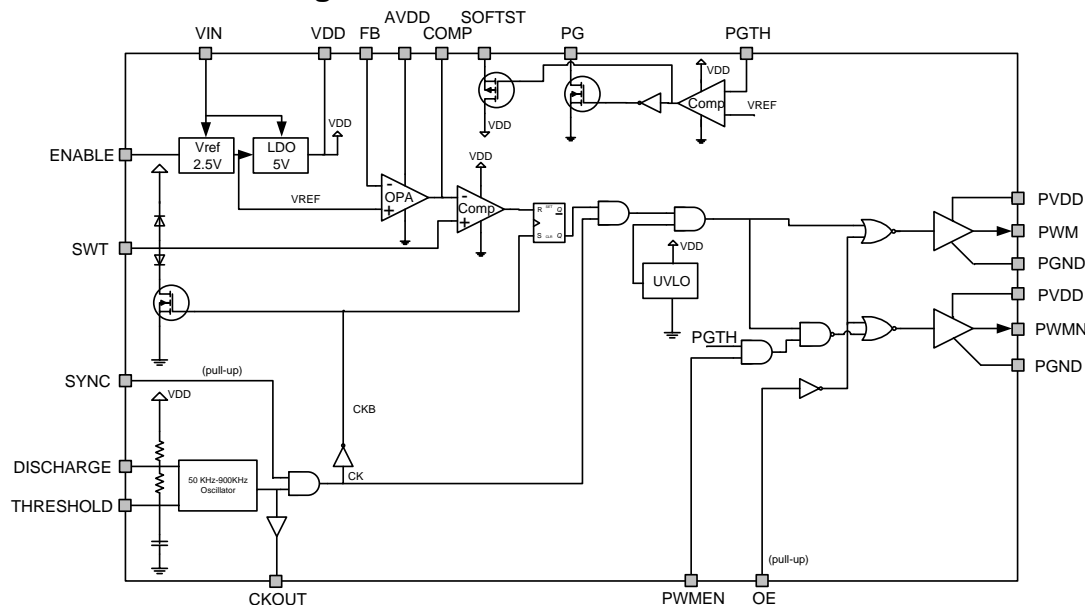 AVDD SOFTST
VIN VDD FB COMP PG PGTH
VDD
Comp
VREF
VDD
VDD
ENABLE
Vref
2.5V
LDO
5V
VDD
VREF
OPA
Comp
R SET Q
S CLR Q
PVDD
PWM
PGND
SWT
VDD
UVLO
PVDD
PWMN
PGND
PGTH
SYNC
(pull-up)
VDD
CKB
CK
DISCHARGE
THRESHOLD
50 KHz-900KHz
Oscillator
(pull-up)
CKOUT PWMEN OE